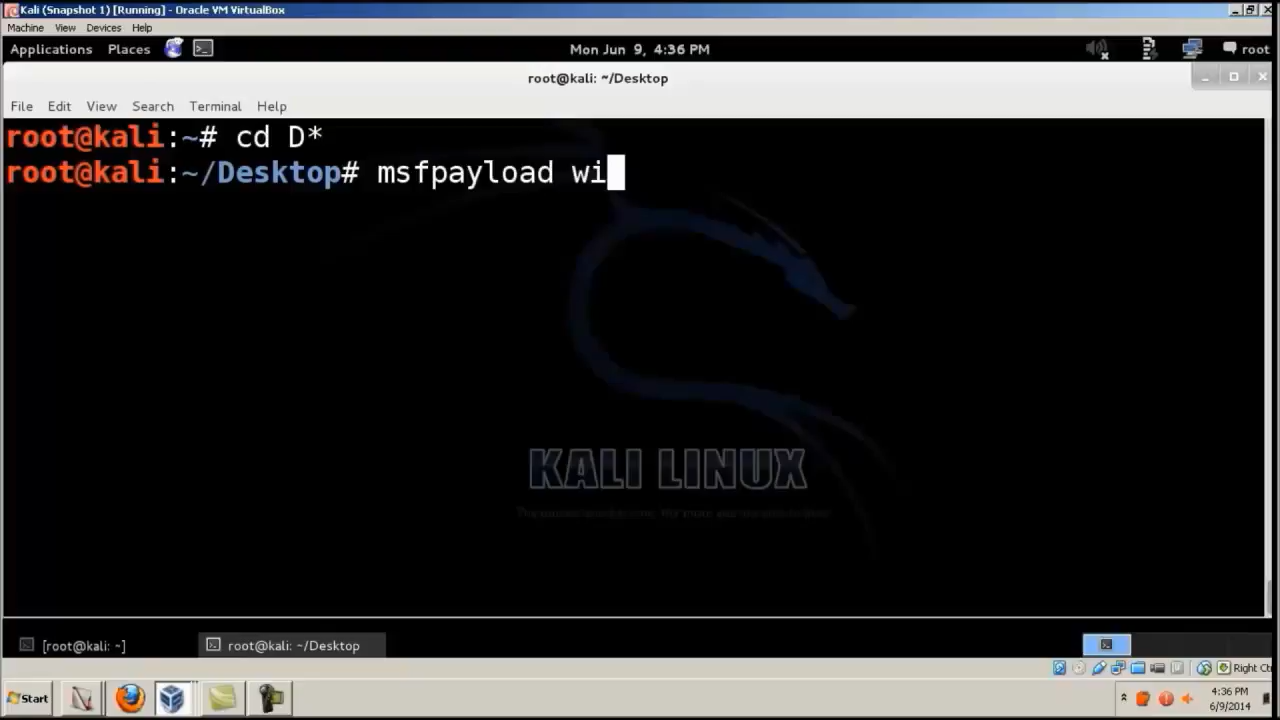 Kali (Snapshot 1) [Running] - Oracle VM VirtualBox
Machine View Devices Help
Applications Places Mon Jun 9, 4:36 PM root
root@kali: ~/Desktop
File Edit View Search Terminal Help
root@kali:~# cd D*
root@kali:~/Desktop# msfpayload wi
KALI LINUX
[root@kali: ~] root@kali: ~/Desktop
Right Ct
Start
4:36 PM
6/9/2014